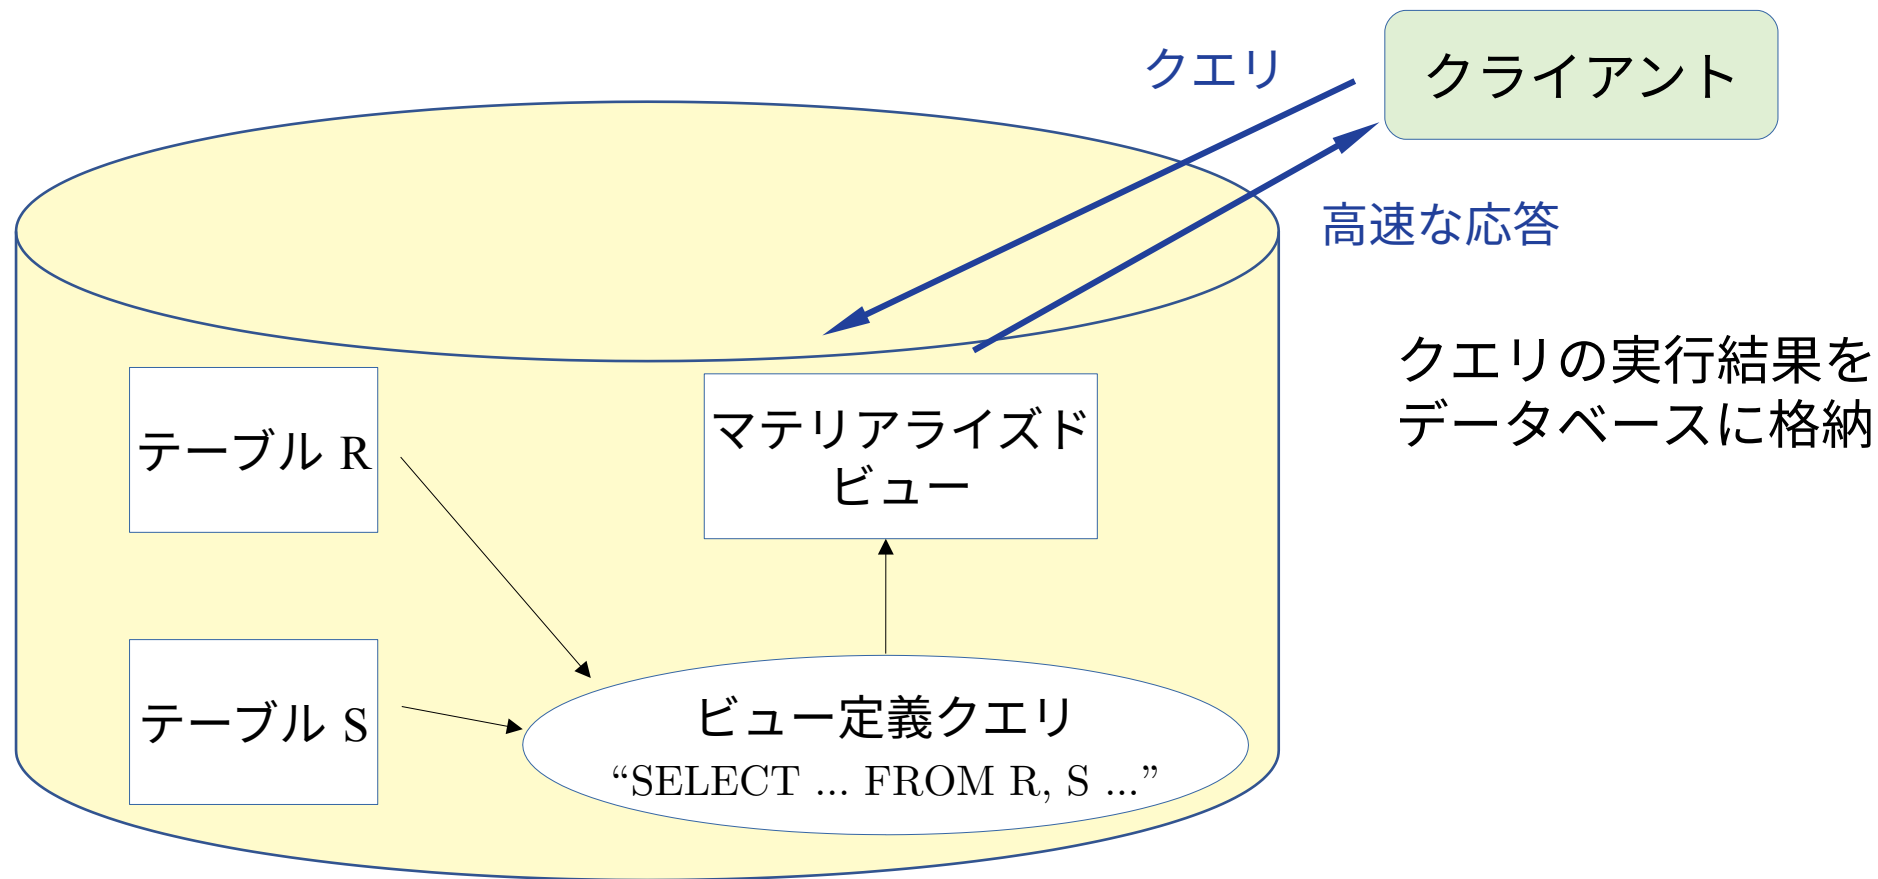 クエリ
クライアント
高速な応答
クエリの実行結果を
データベースに格納
テーブル R
マテリアライズド
ビュー
テーブル S
ビュー定義クエリ
“SELECT ... FROM R, S ...”